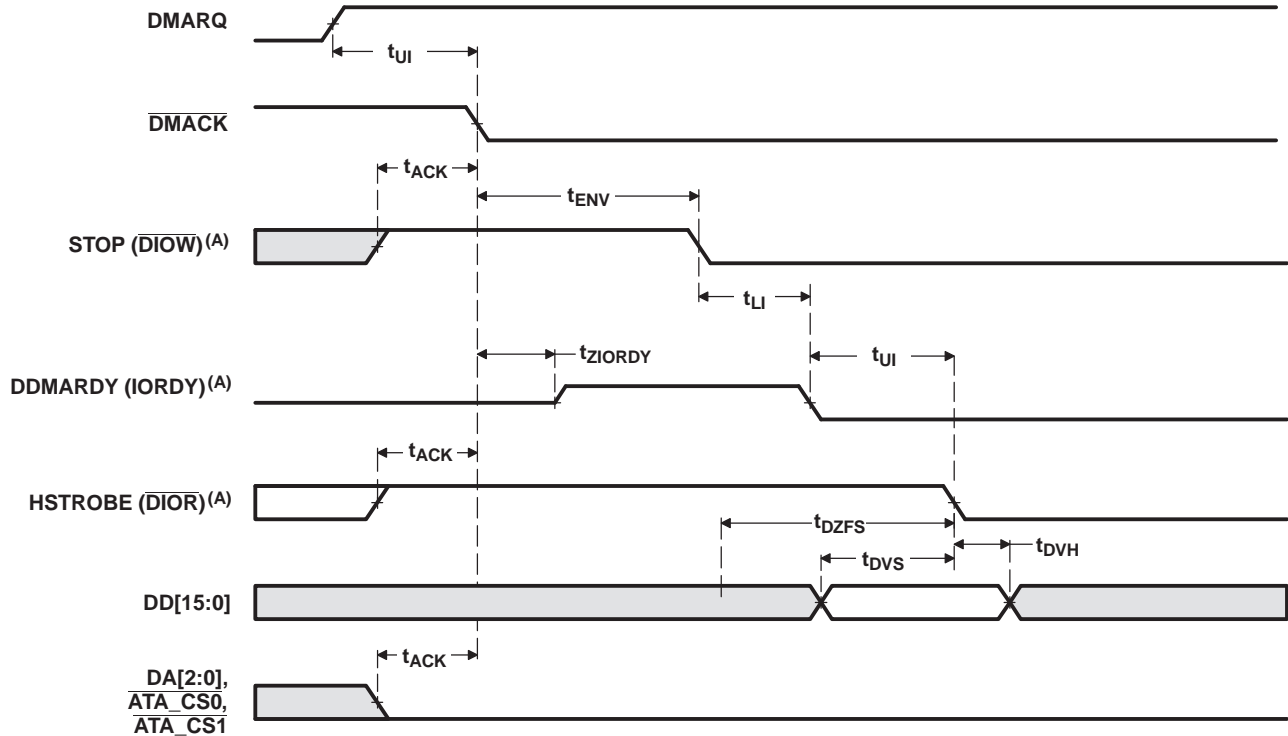 DMARQ
tUI
DMACK
tACK
tENV
STOP (DIOW)(A)
tLI
tZIORDY
tUI
DDMARDY (IORDY)(A)
tACK
HSTROBE (DIOR)(A)
tDZFS
tDVS
tDVH
DD[15:0]
tACK
DA[2:0],
ATA_CS0,
ATA_CS1